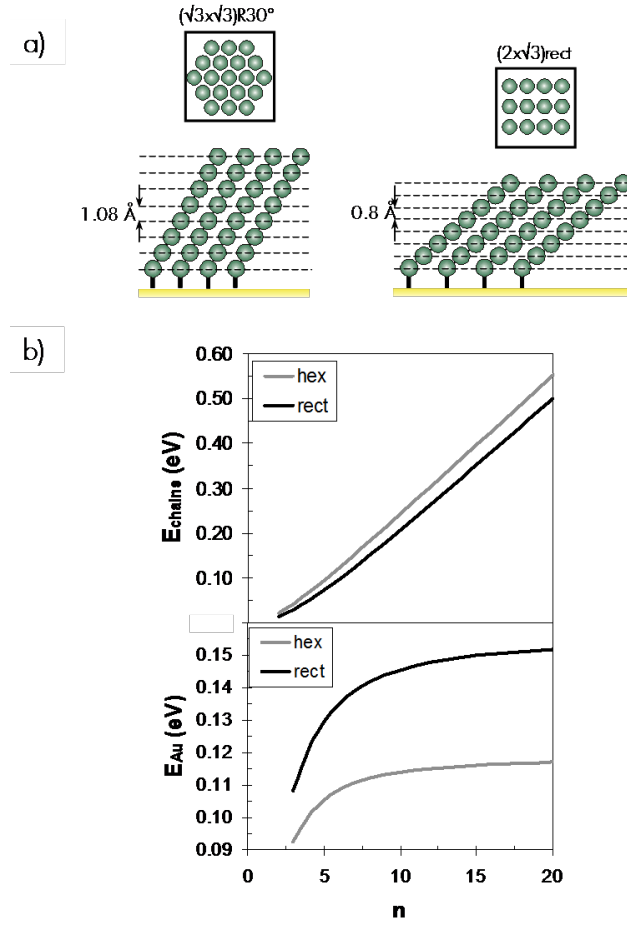 a)
(√3x√3)R30°
(2x√3)rect
1.08 Å
0.8 Å
b)
0.60
0.50
0.40
0.30
0.20
0.10
E_chains (eV)
hex
rect
0.15
0.14
0.13
0.12
0.11
0.10
0.09
E_Au (eV)
hex
rect
0 5 10 15 20
n